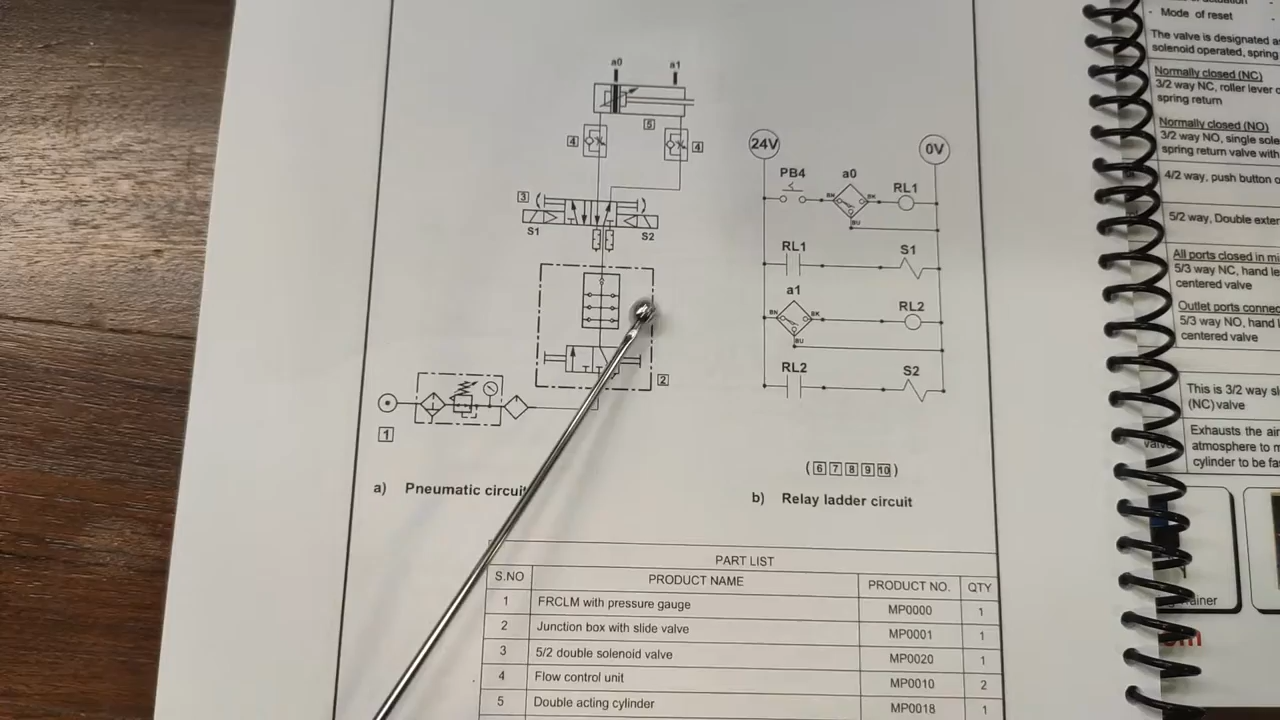 a0 a1
5
4 4
3
S1 S2
2
1
a) Pneumatic circuit
24V 0V
PB4 a0 RL1
BN BK
BU
RL1 S1
a1 RL2
BN BK
BU
RL2 S2
(6 7 8 9 10)
b) Relay ladder circuit
PART LIST
S.NO PRODUCT NAME PRODUCT NO. QTY
1 FRCLM with pressure gauge MP0000 1
2 Junction box with slide valve MP0001 1
3 5/2 double solenoid valve MP0020 1
4 Flow control unit MP0010 2
5 Double acting cylinder MP0018 1
- Mode of reset
The valve is designated
solenoid operated, spring
Normally closed (NC)
3/2 way NC, roller lever
spring return
Normally closed (NO)
3/2 way NO, single
spring return valve with
4/2 way, push button
5/2 way, Double
All ports closed in
5/3 way NC, hand
centered valve
Outlet ports
5/3 way NO, hand
centered valve
This is 3/2 way
(NC) valve
Exhausts the air
valve atmosphere to
cylinder to be